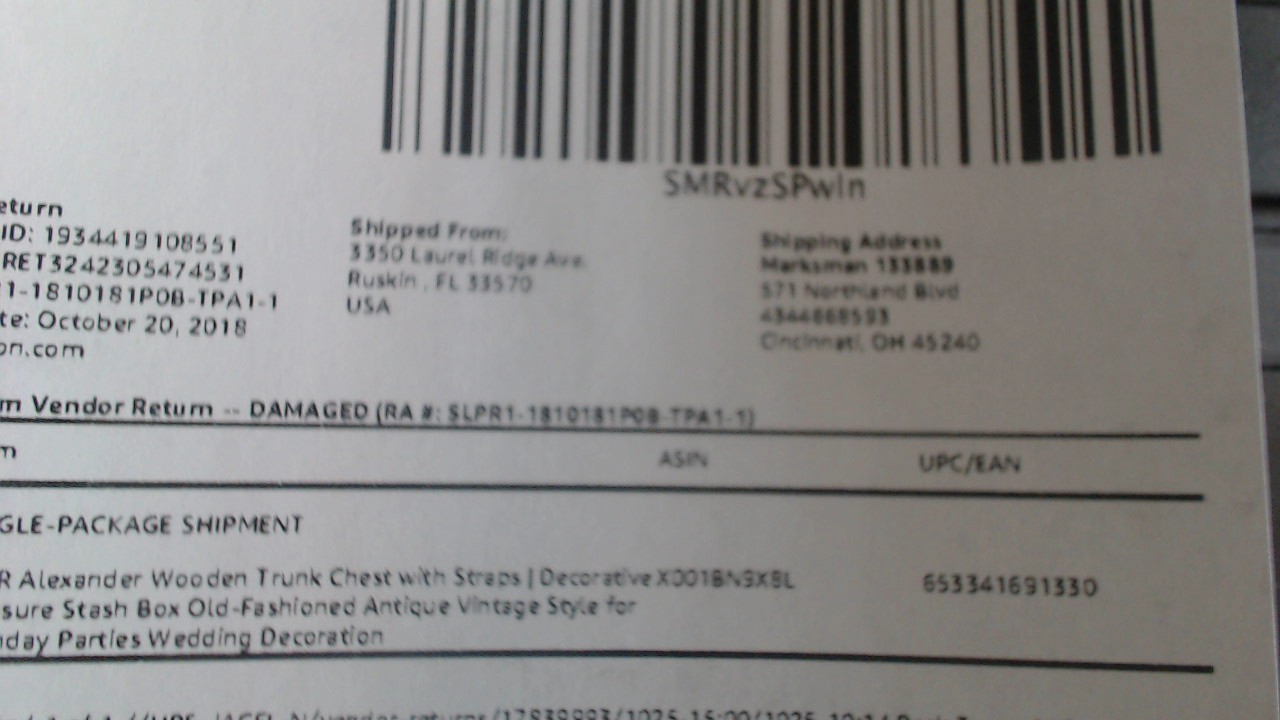 SMRvzSPwln
eturn
ID: 1934419108551
RET3242305474531
1-1810181P0B-TPA1-1
te: October 20, 2018
on.com
Shipped From:
3350 Laurel Ridge Ave.
Ruskin , FL 33570
USA
Shipping Address
Marksman 133889
571 Northland Blvd
4344668593
Cincinnati, OH 45240
m Vendor Return -- DAMAGED (RA #: SLPR1-1810181P0B-TPA1-1)
m ASIN UPC/EAN
GLE-PACKAGE SHIPMENT
R Alexander Wooden Trunk Chest with Straps | Decorative X001BN9X8L 653341691330
sure Stash Box Old-Fashioned Antique Vintage Style for
day Parties Wedding Decoration